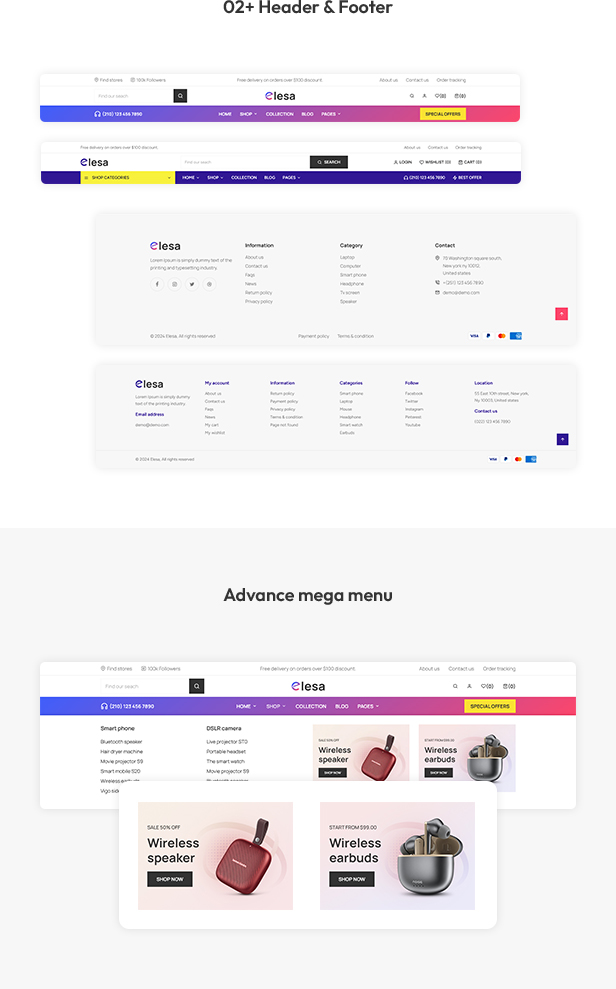 02+ Header & Footer
Find stores 100k Followers Free delivery on orders over $100 discount About us Contact us Order tracking
Find our search elesa (0) (0)
(210) 123 456 7890 HOME SHOP COLLECTION BLOG PAGES SPECIAL OFFERS
Free delivery on orders over $100 discount About us Contact us Order tracking
elesa Find our search SEARCH LOGIN WISHLIST (0) CART (0)
SHOP CATEGORIES HOME SHOP COLLECTION BLOG PAGES (210) 123 456 7890 BEST OFFER
elesa Information Category Contact
Lorem ipsum dummy text of the printing and typesetting industry.
About us
Contact us
Faqs
News
Return policy
Privacy policy
Laptop
Computer
Smart phone
Headphone
Tv screen
Speaker
78 Washington square south,
New yorl ny 10012,
United states
+(210) 123 456 7890
demo@demo.com
© 2024 Elesa, All rights reserved Payment policy Terms & condition VISA
elesa My account Information Categories Follow Location
Lorem ipsum dummy text of the printing industry.
Email address
demo@demo.com
About us
Contact us
Faqs
News
My cart
My wishlist
Return policy
Payment policy
Privacy policy
Terms & condition
Page not found
Smart phone
Laptop
Mouse
Headphone
Smart watch
Earbuds
Facebook
Twitter
Instagram
Pinterest
Youtube
55 East 10th street, New york,
Ny 10003, United states
Contact us
(022) 123 456 7890
© 2024 Elesa, All rights reserved VISA
Advance mega menu
Find stores 100k Followers Free delivery on orders over $100 discount About us Contact us Order tracking
Find our search elesa (0) (0)
(210) 123 456 7890 HOME SHOP COLLECTION BLOG PAGES SPECIAL OFFERS
Smart phone
Bluetooth speaker
Hair dryer machine
Movie projector S9
Smart mobile S20
Wireless earbuds
DSLR camera
Live projector ST0
Portable headset
The smart watch
Movie projector S9
Bluetooth speaker
SALE 50% OFF
Wireless
speaker
SHOP NOW
START FROM $99.00
Wireless
earbuds
SHOP NOW
SALE 50% OFF
Wireless
speaker
SHOP NOW
START FROM $99.00
Wireless
earbuds
SHOP NOW